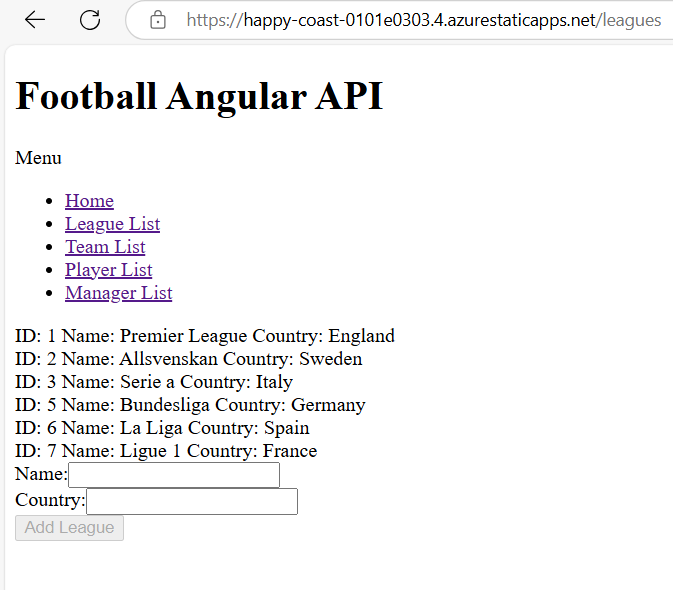 https://happy-coast-0101e0303.4.azurestaticapps.net/leagues
Football Angular API
Menu
Home
League List
Team List
Player List
Manager List
ID: 1 Name: Premier League Country: England
ID: 2 Name: Allsvenskan Country: Sweden
ID: 3 Name: Serie a Country: Italy
ID: 5 Name: Bundesliga Country: Germany
ID: 6 Name: La Liga Country: Spain
ID: 7 Name: Ligue 1 Country: France
Name:
Country:
Add League